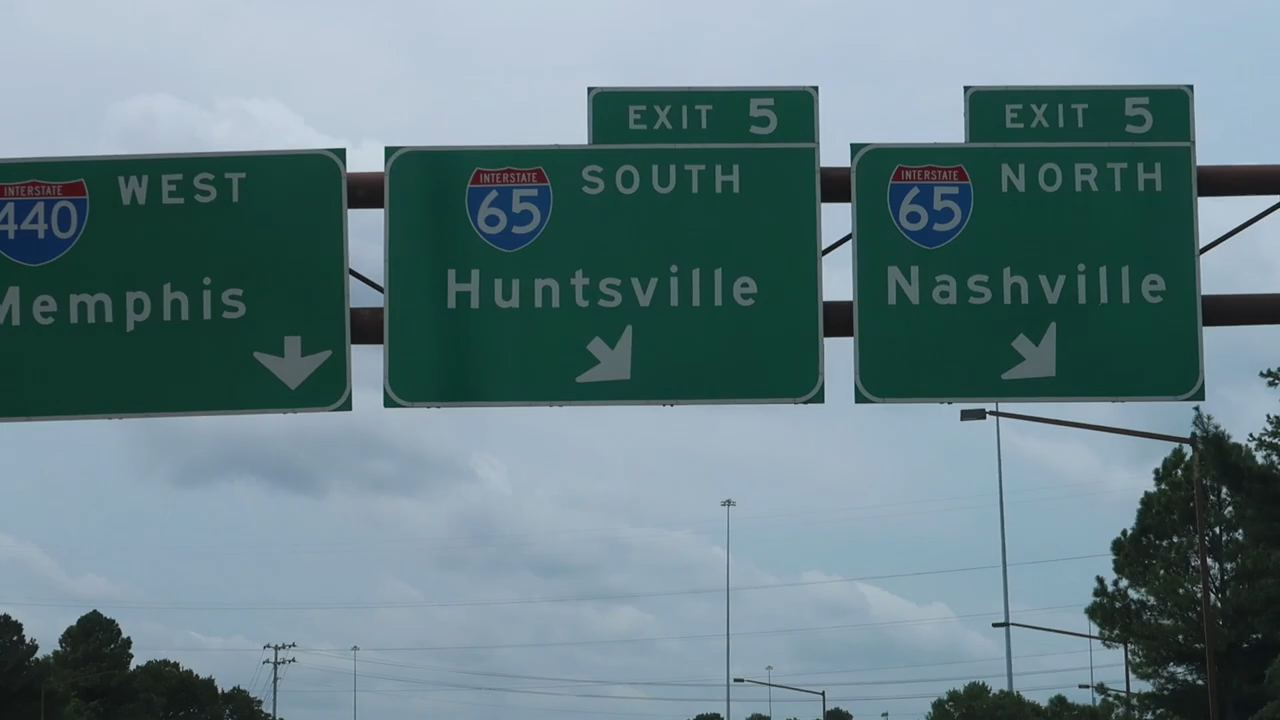 INTERSTATE
440
WEST
Memphis
EXIT 5
INTERSTATE
65
SOUTH
Huntsville
EXIT 5
INTERSTATE
65
NORTH
Nashville